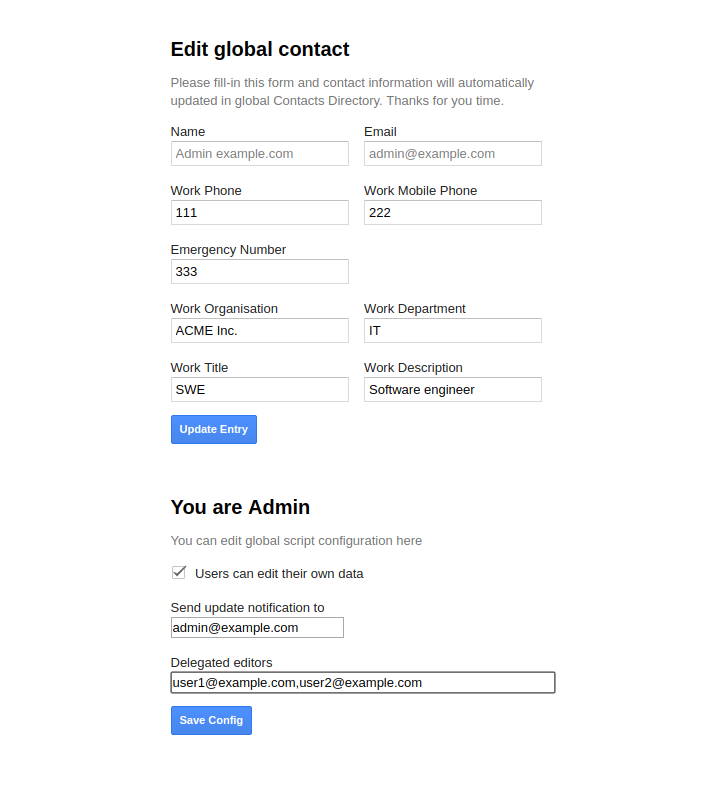 Edit global contact
Please fill-in this form and contact information will automatically
updated in global Contacts Directory. Thanks for you time.
Name Email
Admin example.com admin@example.com
Work Phone Work Mobile Phone
111 222
Emergency Number
333
Work Organisation Work Department
ACME Inc. IT
Work Title Work Description
SWE Software engineer
Update Entry
You are Admin
You can edit global script configuration here
Users can edit their own data
Send update notification to
admin@example.com
Delegated editors
user1@example.com,user2@example.com
Save Config